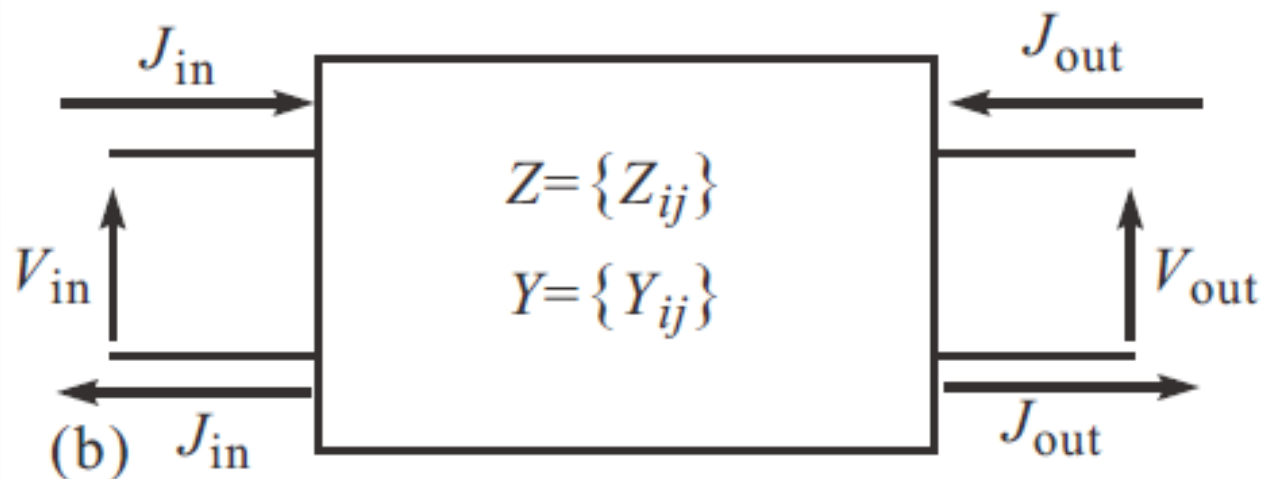 J_in
J_out
Z={Z_ij}
V_in
Y={Y_ij}
V_out
(b)
J_in
J_out